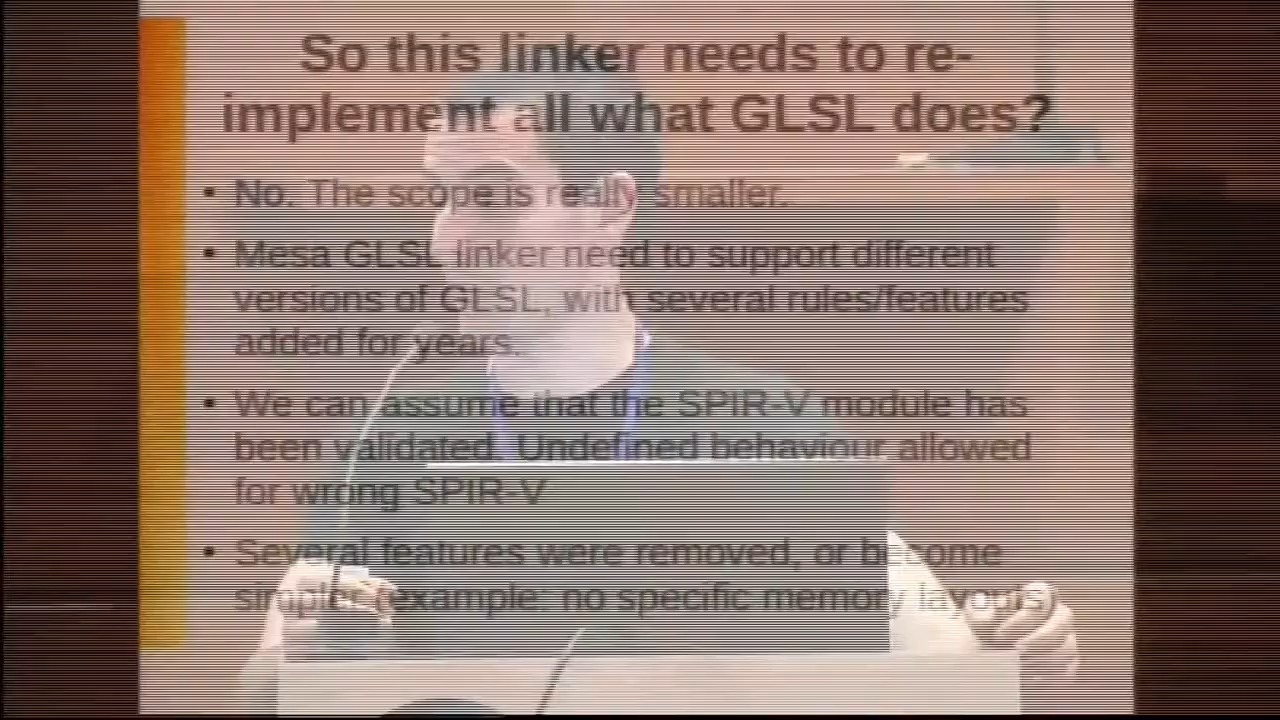 So this linker needs to re-
implement all what GLSL does?
• No. The scope is really smaller.
• Mesa GLSL linker need to support different
versions of GLSL, with several rules/features
added for years.
• We can assume that the SPIR-V module has
been validated. Undefined behaviour allowed
for wrong SPIR-V
• Several features were removed, or become
simpler (example: no specific memory layouts)